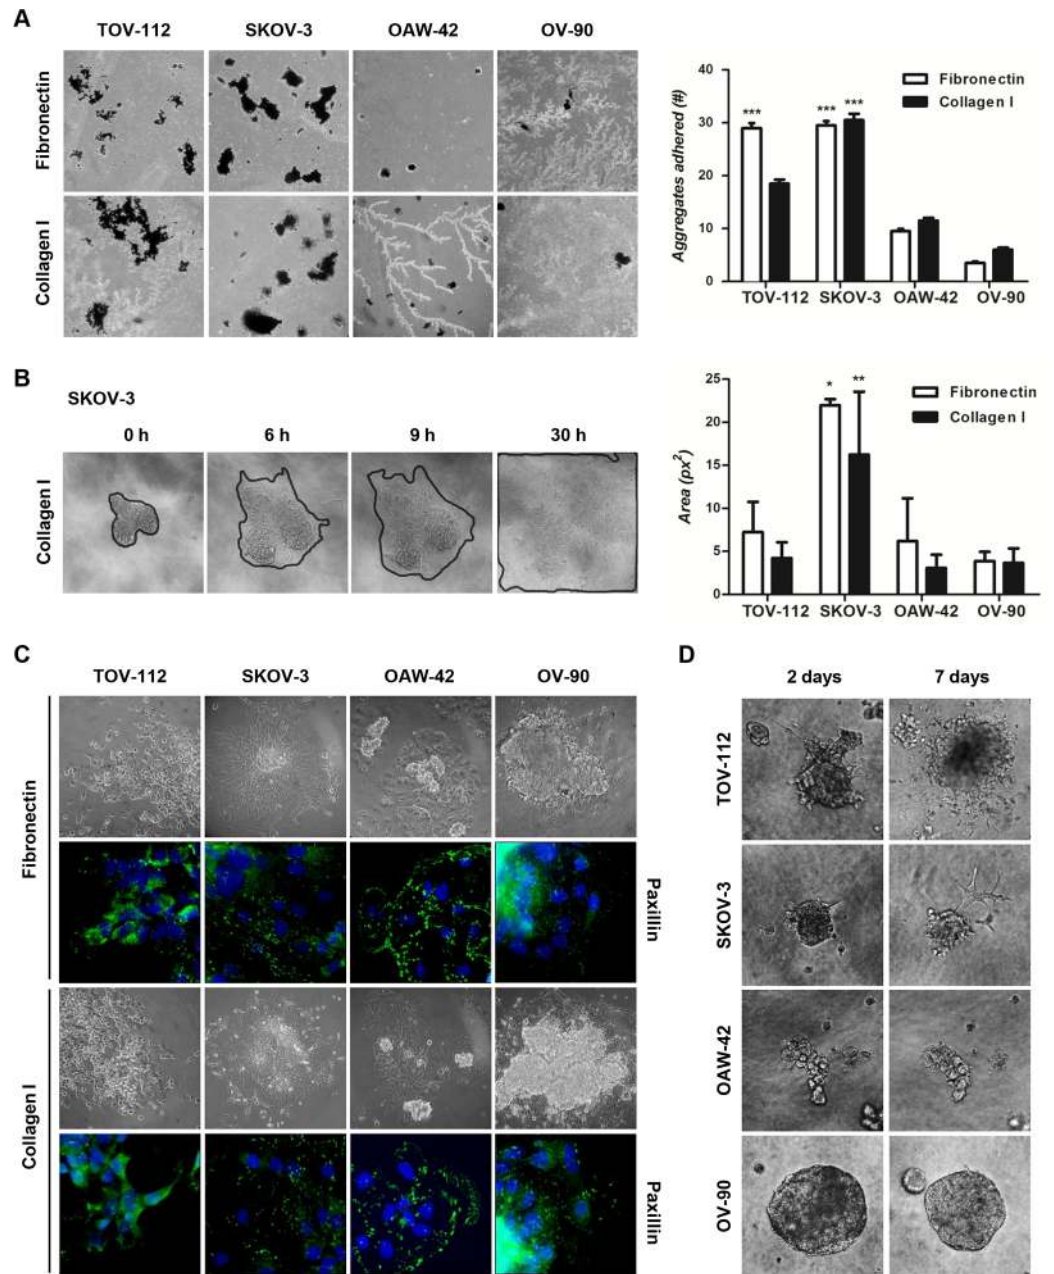 A
TOV-112 SKOV-3 OAW-42 OV-90
Fibronectin
Collagen I
Aggregates adhered (#)
40
30
20
10
0
*** *** ***
Fibronectin
Collagen I
TOV-112 SKOV-3 OAW-42 OV-90
B
SKOV-3
0 h 6 h 9 h 30 h
Collagen I
Area (px²)
25
20
15
10
5
0
* **
Fibronectin
Collagen I
TOV-112 SKOV-3 OAW-42 OV-90
C
TOV-112 SKOV-3 OAW-42 OV-90
Fibronectin
Paxillin
Collagen I
Paxillin
D
2 days 7 days
TOV-112
SKOV-3
OAW-42
OV-90